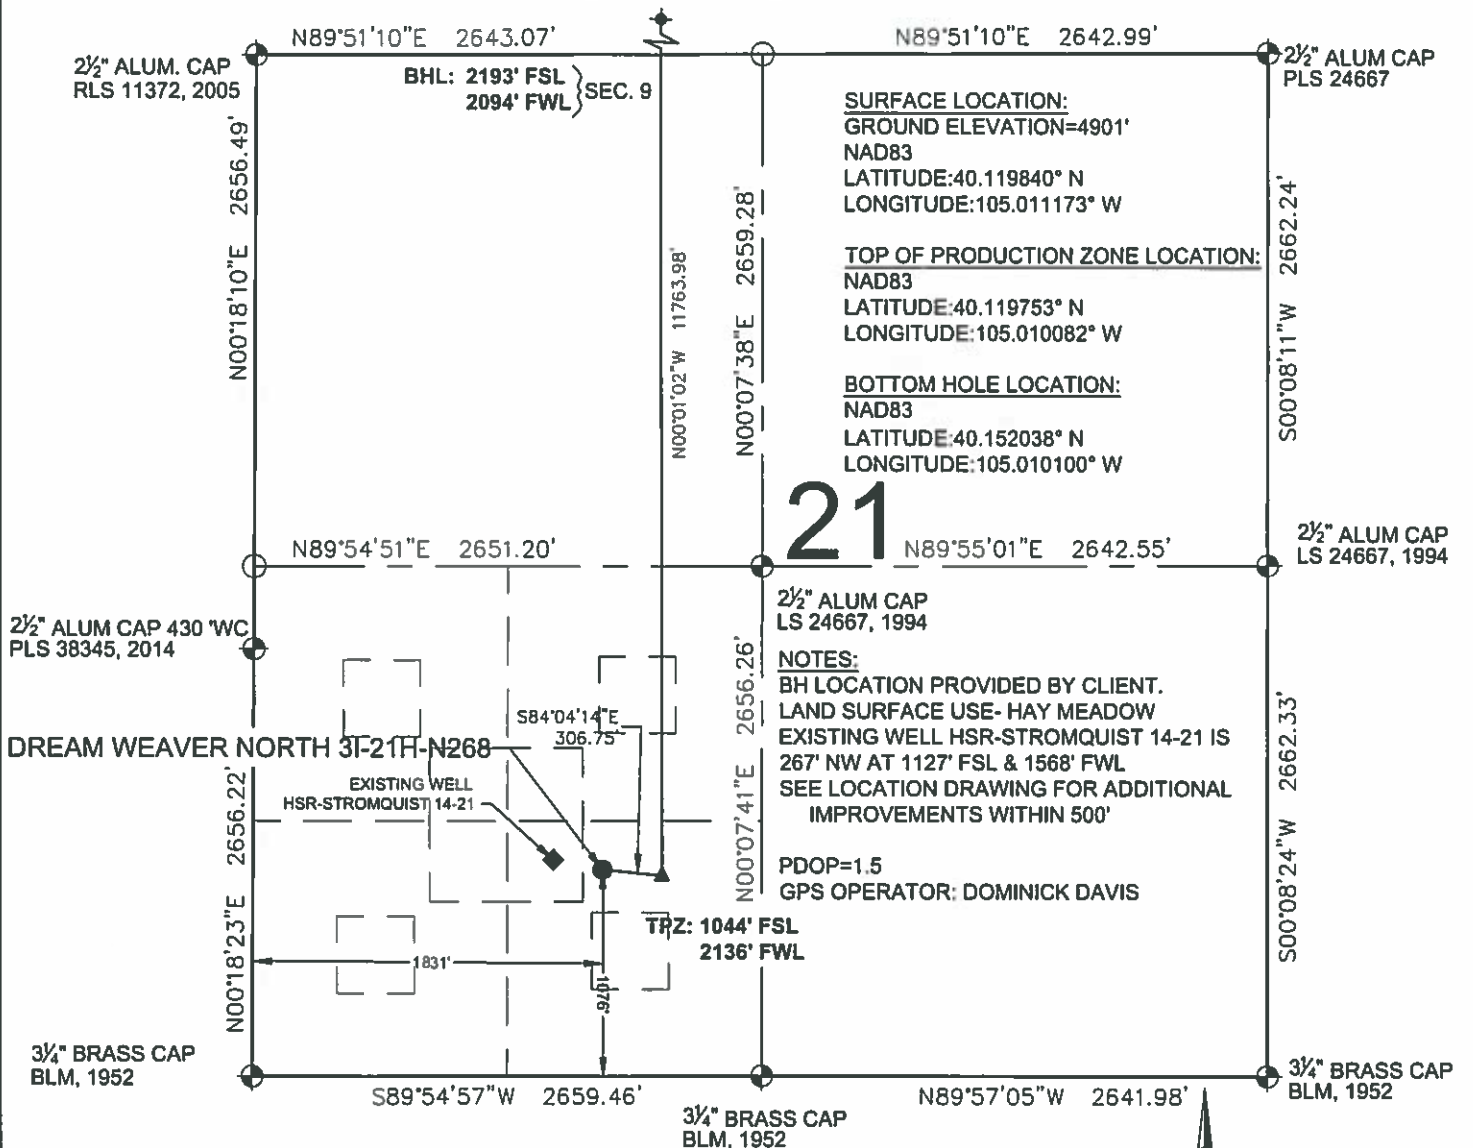 N89°51'10"E 2643.07'
N89°51'10"E 2642.99'
2½" ALUM. CAP
RLS 11372, 2005
BHL: 2193' FSL
2094' FWL
SEC. 9
2½" ALUM CAP
PLS 24667
SURFACE LOCATION:
GROUND ELEVATION=4901'
NAD83
LATITUDE:40.119840° N
LONGITUDE:105.011173° W
TOP OF PRODUCTION ZONE LOCATION:
NAD83
LATITUDE:40.119753° N
LONGITUDE:105.010082° W
BOTTOM HOLE LOCATION:
NAD83
LATITUDE:40.152038° N
LONGITUDE:105.010100° W
N00°18'10"E 2656.49'
N00°01'02"W 11763.98'
N00°07'38"E 2659.28'
S00°08'11"W 2662.24'
21
N89°54'51"E 2651.20'
N89°55'01"E 2642.55'
2½" ALUM CAP
LS 24667, 1994
2½" ALUM CAP
LS 24667, 1994
2½" ALUM CAP 430 'WC
PLS 38345, 2014
NOTES:
BH LOCATION PROVIDED BY CLIENT.
LAND SURFACE USE- HAY MEADOW
EXISTING WELL HSR-STROMQUIST 14-21 IS
267' NW AT 1127' FSL & 1568' FWL
SEE LOCATION DRAWING FOR ADDITIONAL
IMPROVEMENTS WITHIN 500'
PDOP=1.5
GPS OPERATOR: DOMINICK DAVIS
S84°04'14"E
306.75'
DREAM WEAVER NORTH 3I-21H-N268
EXISTING WELL
HSR-STROMQUIST 14-21
N00°18'23"E 2656.22'
N00°07'41"E 2656.26'
S00°08'24"W 2662.33'
TPZ: 1044' FSL
2136' FWL
1831'
1076'
3¼" BRASS CAP
BLM, 1952
S89°54'57"W 2659.46'
3¼" BRASS CAP
BLM, 1952
N89°57'05"W 2641.98'
3¼" BRASS CAP
BLM, 1952